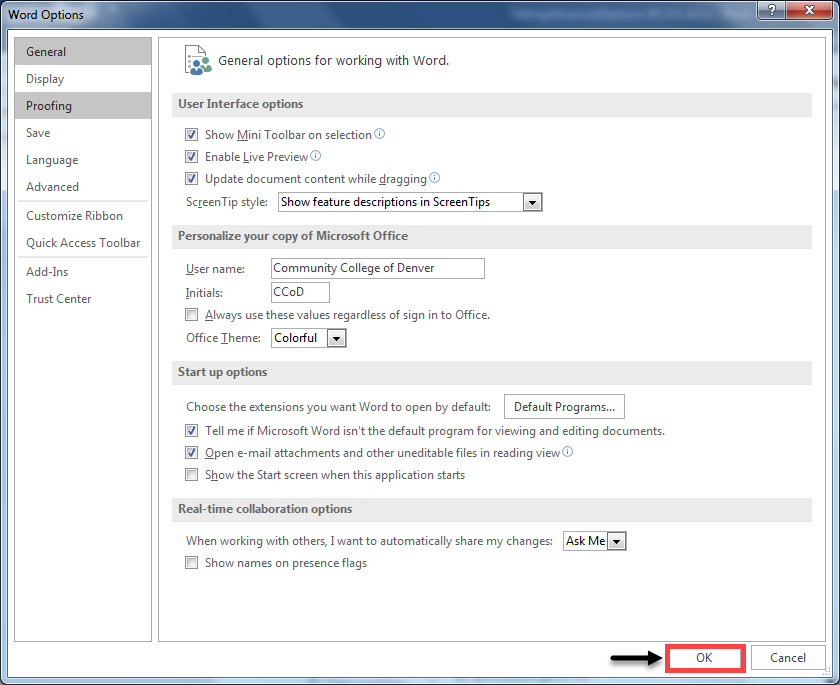 Word Options
?
General
Display
Proofing
Save
Language
Advanced
Customize Ribbon
Quick Access Toolbar
Add-Ins
Trust Center
General options for working with Word.
User Interface options
Show Mini Toolbar on selection
Enable Live Preview
Update document content while dragging
ScreenTip style: Show feature descriptions in ScreenTips
Personalize your copy of Microsoft Office
User name: Community College of Denver
Initials: CCoD
Always use these values regardless of sign in to Office.
Office Theme: Colorful
Start up options
Choose the extensions you want Word to open by default: Default Programs...
Tell me if Microsoft Word isn't the default program for viewing and editing documents.
Open e-mail attachments and other uneditable files in reading view
Show the Start screen when this application starts
Real-time collaboration options
When working with others, I want to automatically share my changes: Ask Me
Show names on presence flags
OK Cancel